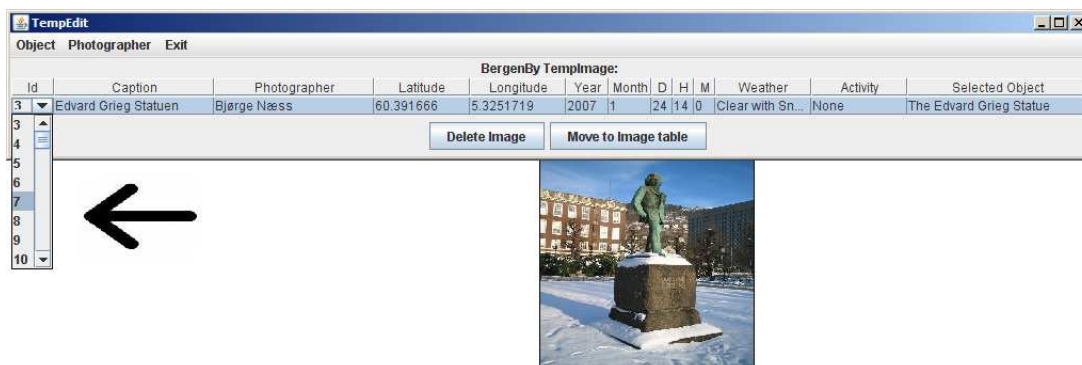 TempEdit
Object Photographer Exit
BergenBy TempImage:
Id Caption Photographer Latitude Longitude Year Month D H M Weather Activity Selected Object
3 Edvard Grieg Statuen Bjørge Næss 60.391666 5.3251719 2007 1 24 14 0 Clear with Sn... None The Edvard Grieg Statue
3
4
Delete Image Move to Image table
5
6
7
8
9
10